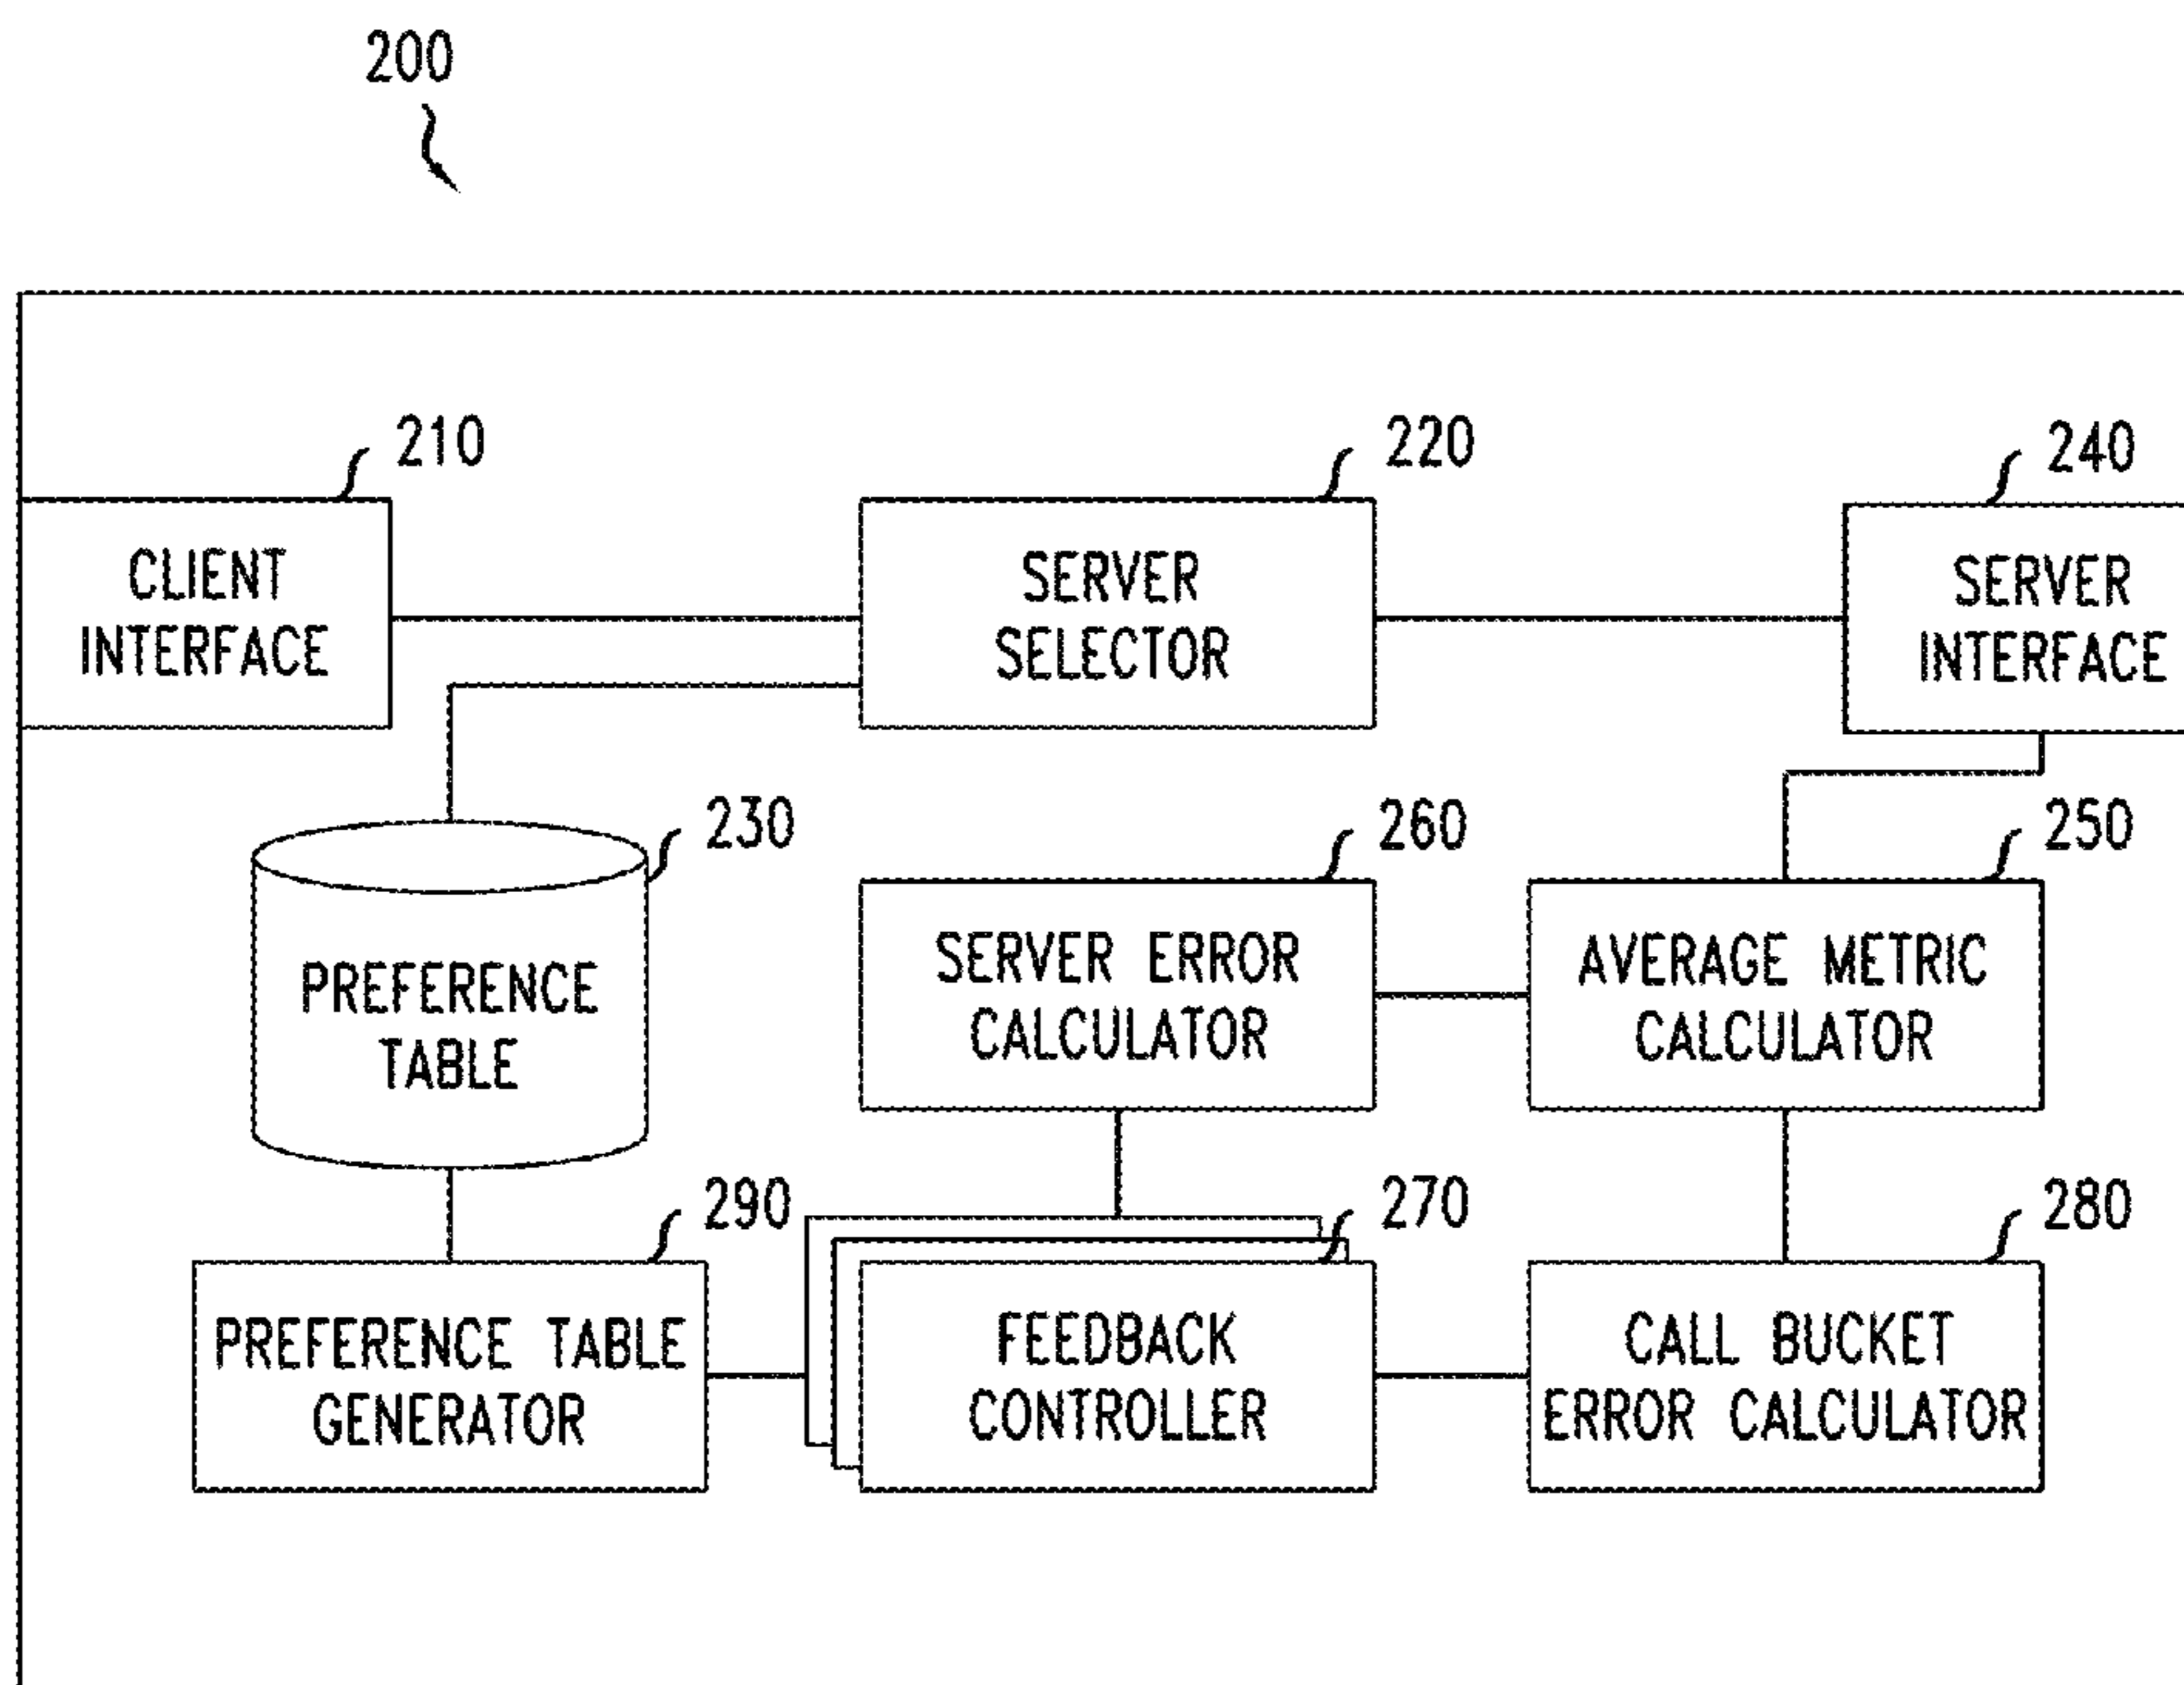 200
210
220
240
CLIENT
INTERFACE
SERVER
SELECTOR
SERVER
INTERFACE
230
260
250
PREFERENCE
TABLE
SERVER ERROR
CALCULATOR
AVERAGE METRIC
CALCULATOR
290
270
280
PREFERENCE TABLE
GENERATOR
FEEDBACK
CONTROLLER
CALL BUCKET
ERROR CALCULATOR